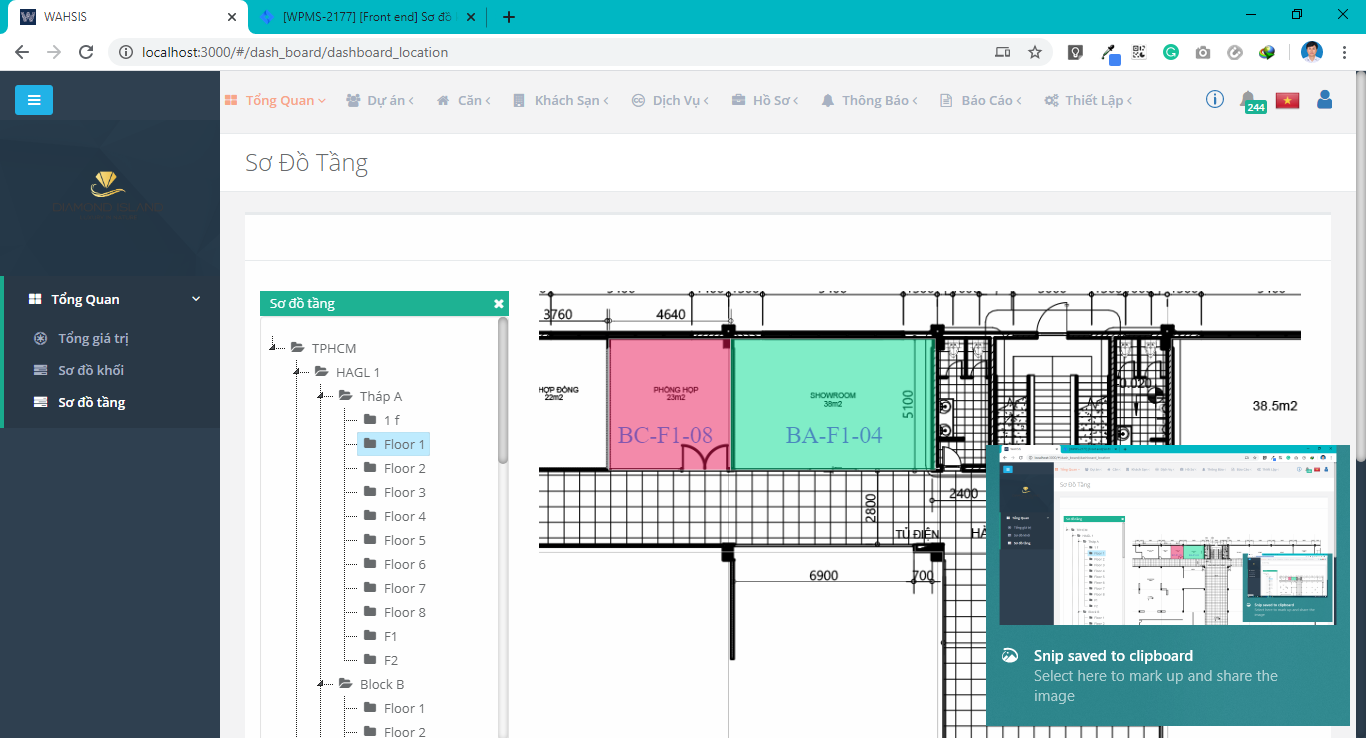 WAHSIS
[WPMS-2177] [Front end] Sơ đồ
localhost:3000/#/dash_board/dashboard_location
Tổng Quan
Dự án
Căn
Khách Sạn
Dịch Vụ
Hồ Sơ
Thông Báo
Báo Cáo
Thiết Lập
244
Sơ Đồ Tầng
Tổng Quan
Tổng giá trị
Sơ đồ khối
Sơ đồ tầng
Sơ đồ tầng
TPHCM
HAGL 1
Tháp A
1 f
Floor 1
Floor 2
Floor 3
Floor 4
Floor 5
Floor 6
Floor 7
Floor 8
F1
F2
Block B
Floor 1
Floor 2
3760
4640
HỢP ĐỒNG
22m2
PHÒNG HỌP
23m2
BC-F1-08
SHOWROOM
38m2
BA-F1-04
5100
38.5m2
2800
2400
TỦ ĐIỆN
HÀ
6900
700
Snip saved to clipboard
Select here to mark up and share the
image